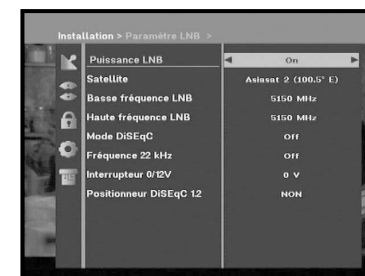 Installation > Paramétre LNB >
Puissance LNB On
Satellite Asiasat 2 (100.5° E)
Basse fréquence LNB 5150 MHz
Haute fréquence LNB 5150 MHz
Mode DiSEqC Off
Fréquence 22 kHz Off
Interrupteur 0/12V 0 V
Positionneur DiSEqC 1.2 NON